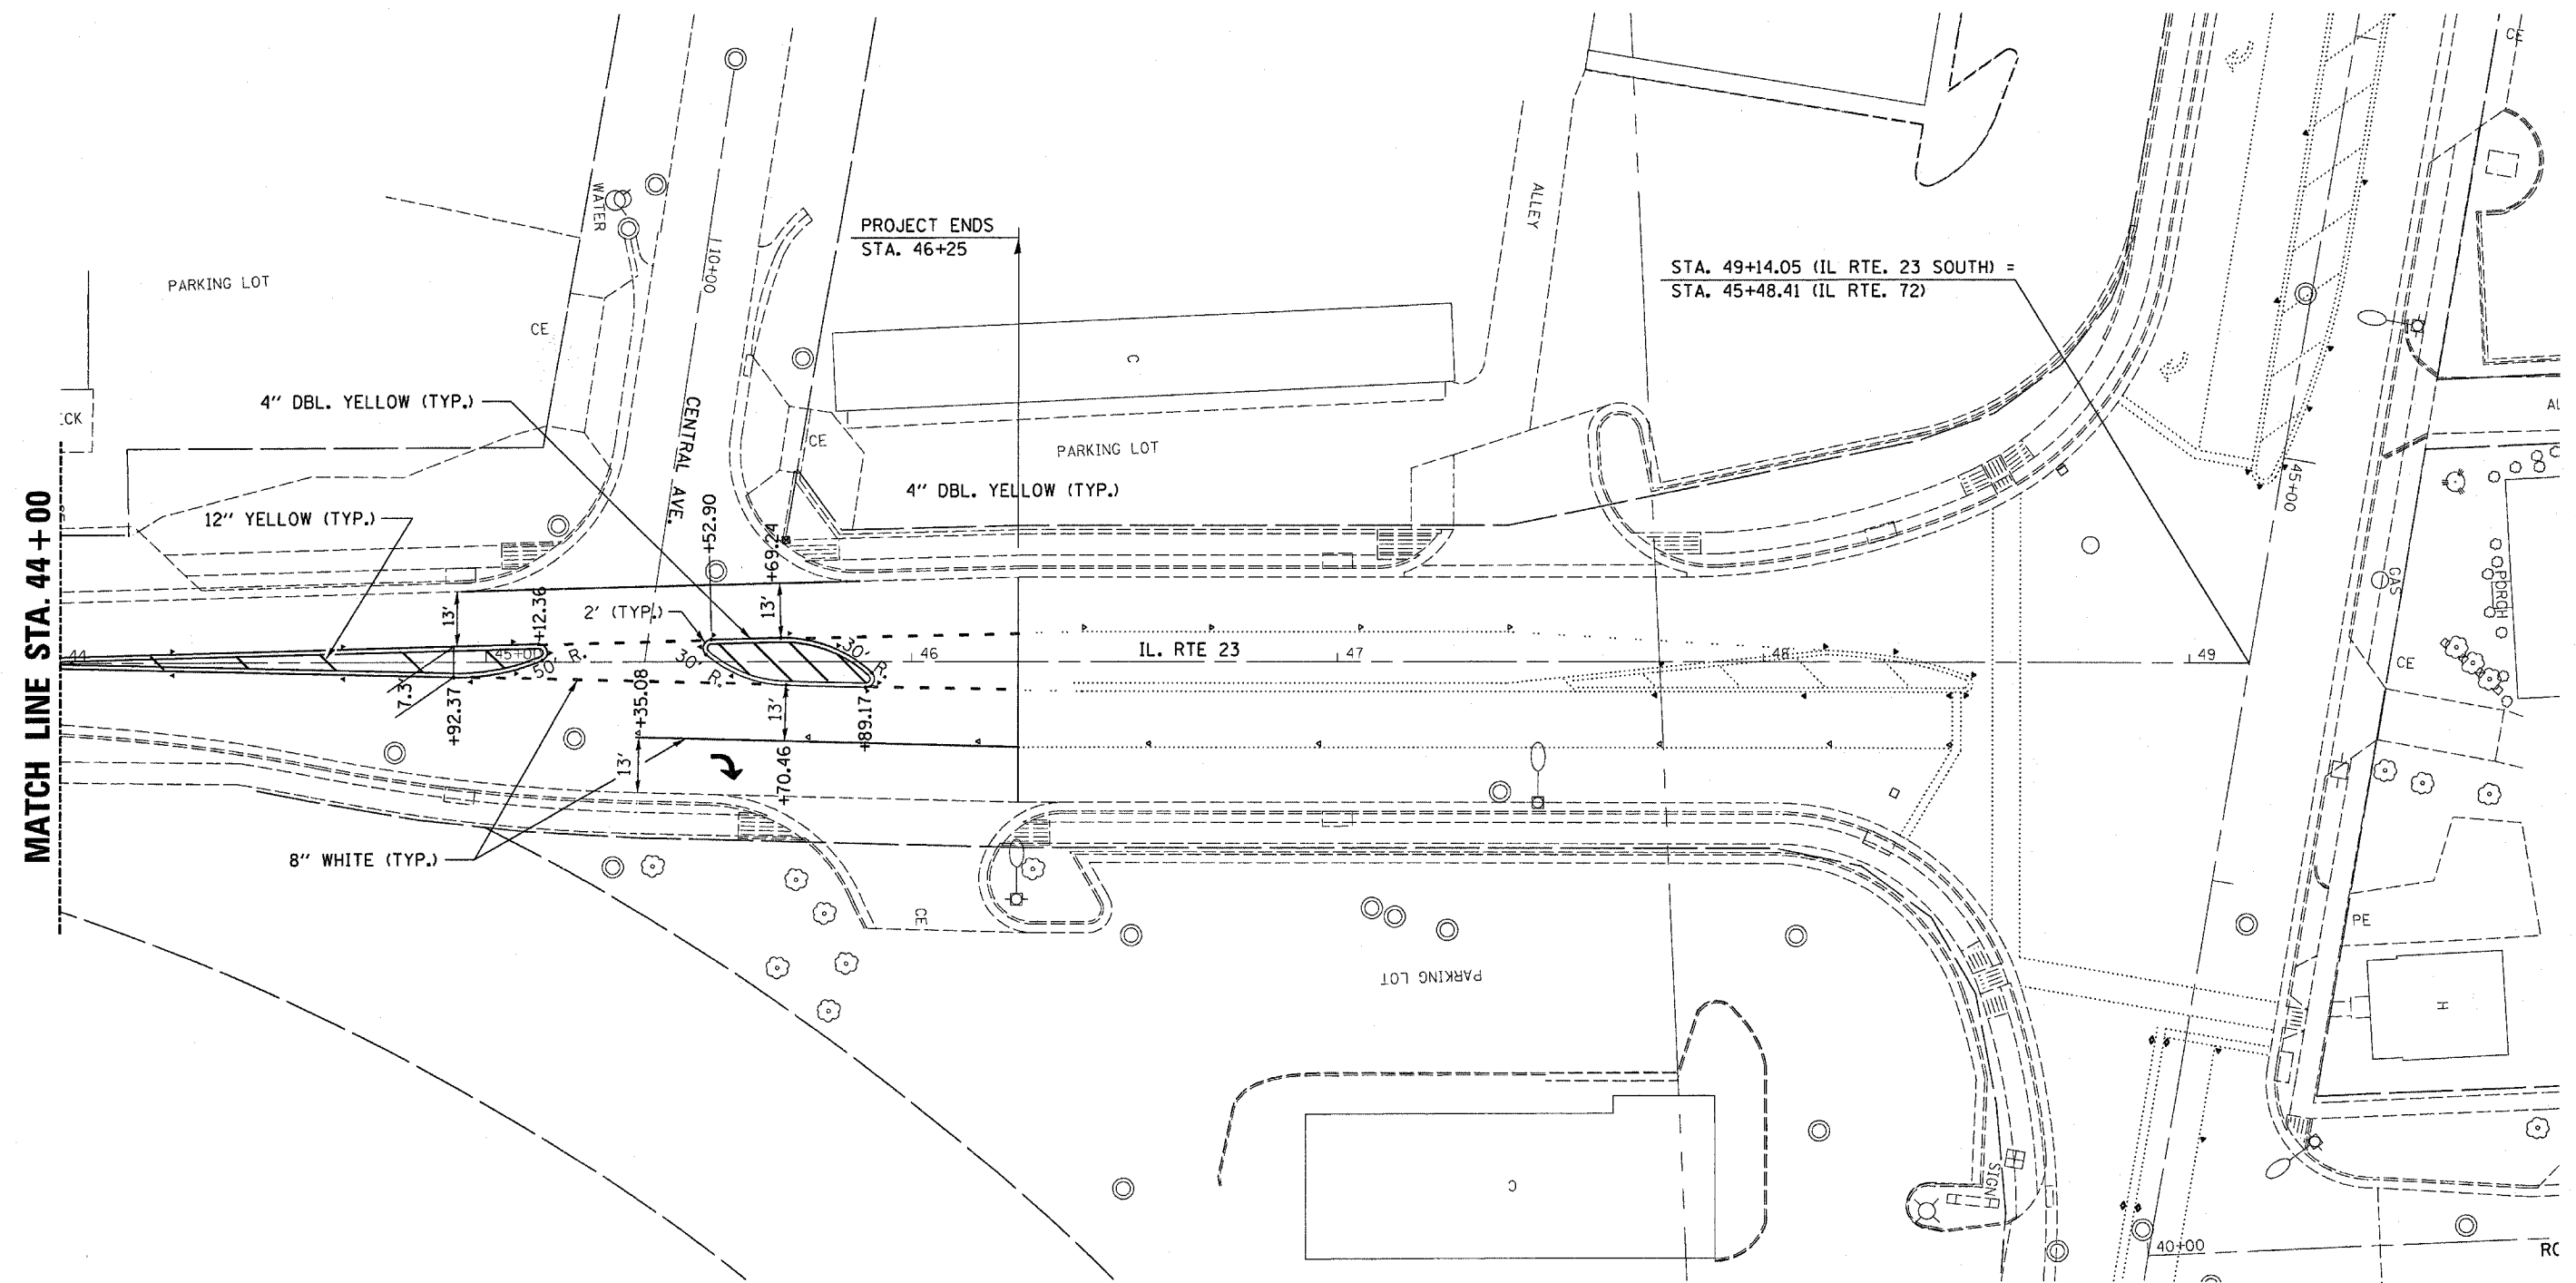 MATCH LINE STA. 44+00
PARKING LOT
WATER
CE
110+00
CENTRAL AVE.
PROJECT ENDS
STA. 46+25
ALLEY
STA. 49+14.05 (IL RTE. 23 SOUTH) =
STA. 45+48.41 (IL RTE. 72)
CE
C
4" DBL. YELLOW (TYP.)
CE
PARKING LOT
4" DBL. YELLOW (TYP.)
12" YELLOW (TYP.)
+52.90
+69.24
45+00
GAS
PORCH
13'
+12.36
2' (TYP.)
13'
44
45+00
50' R.
30' R.
30' R.
46
IL. RTE 23
47
48
49
CE
7.3'
+92.37
+35.08
13'
+89.17
13'
+70.46
8" WHITE (TYP.)
CE
PE
PARKING LOT
H
C
SIGN
40+00